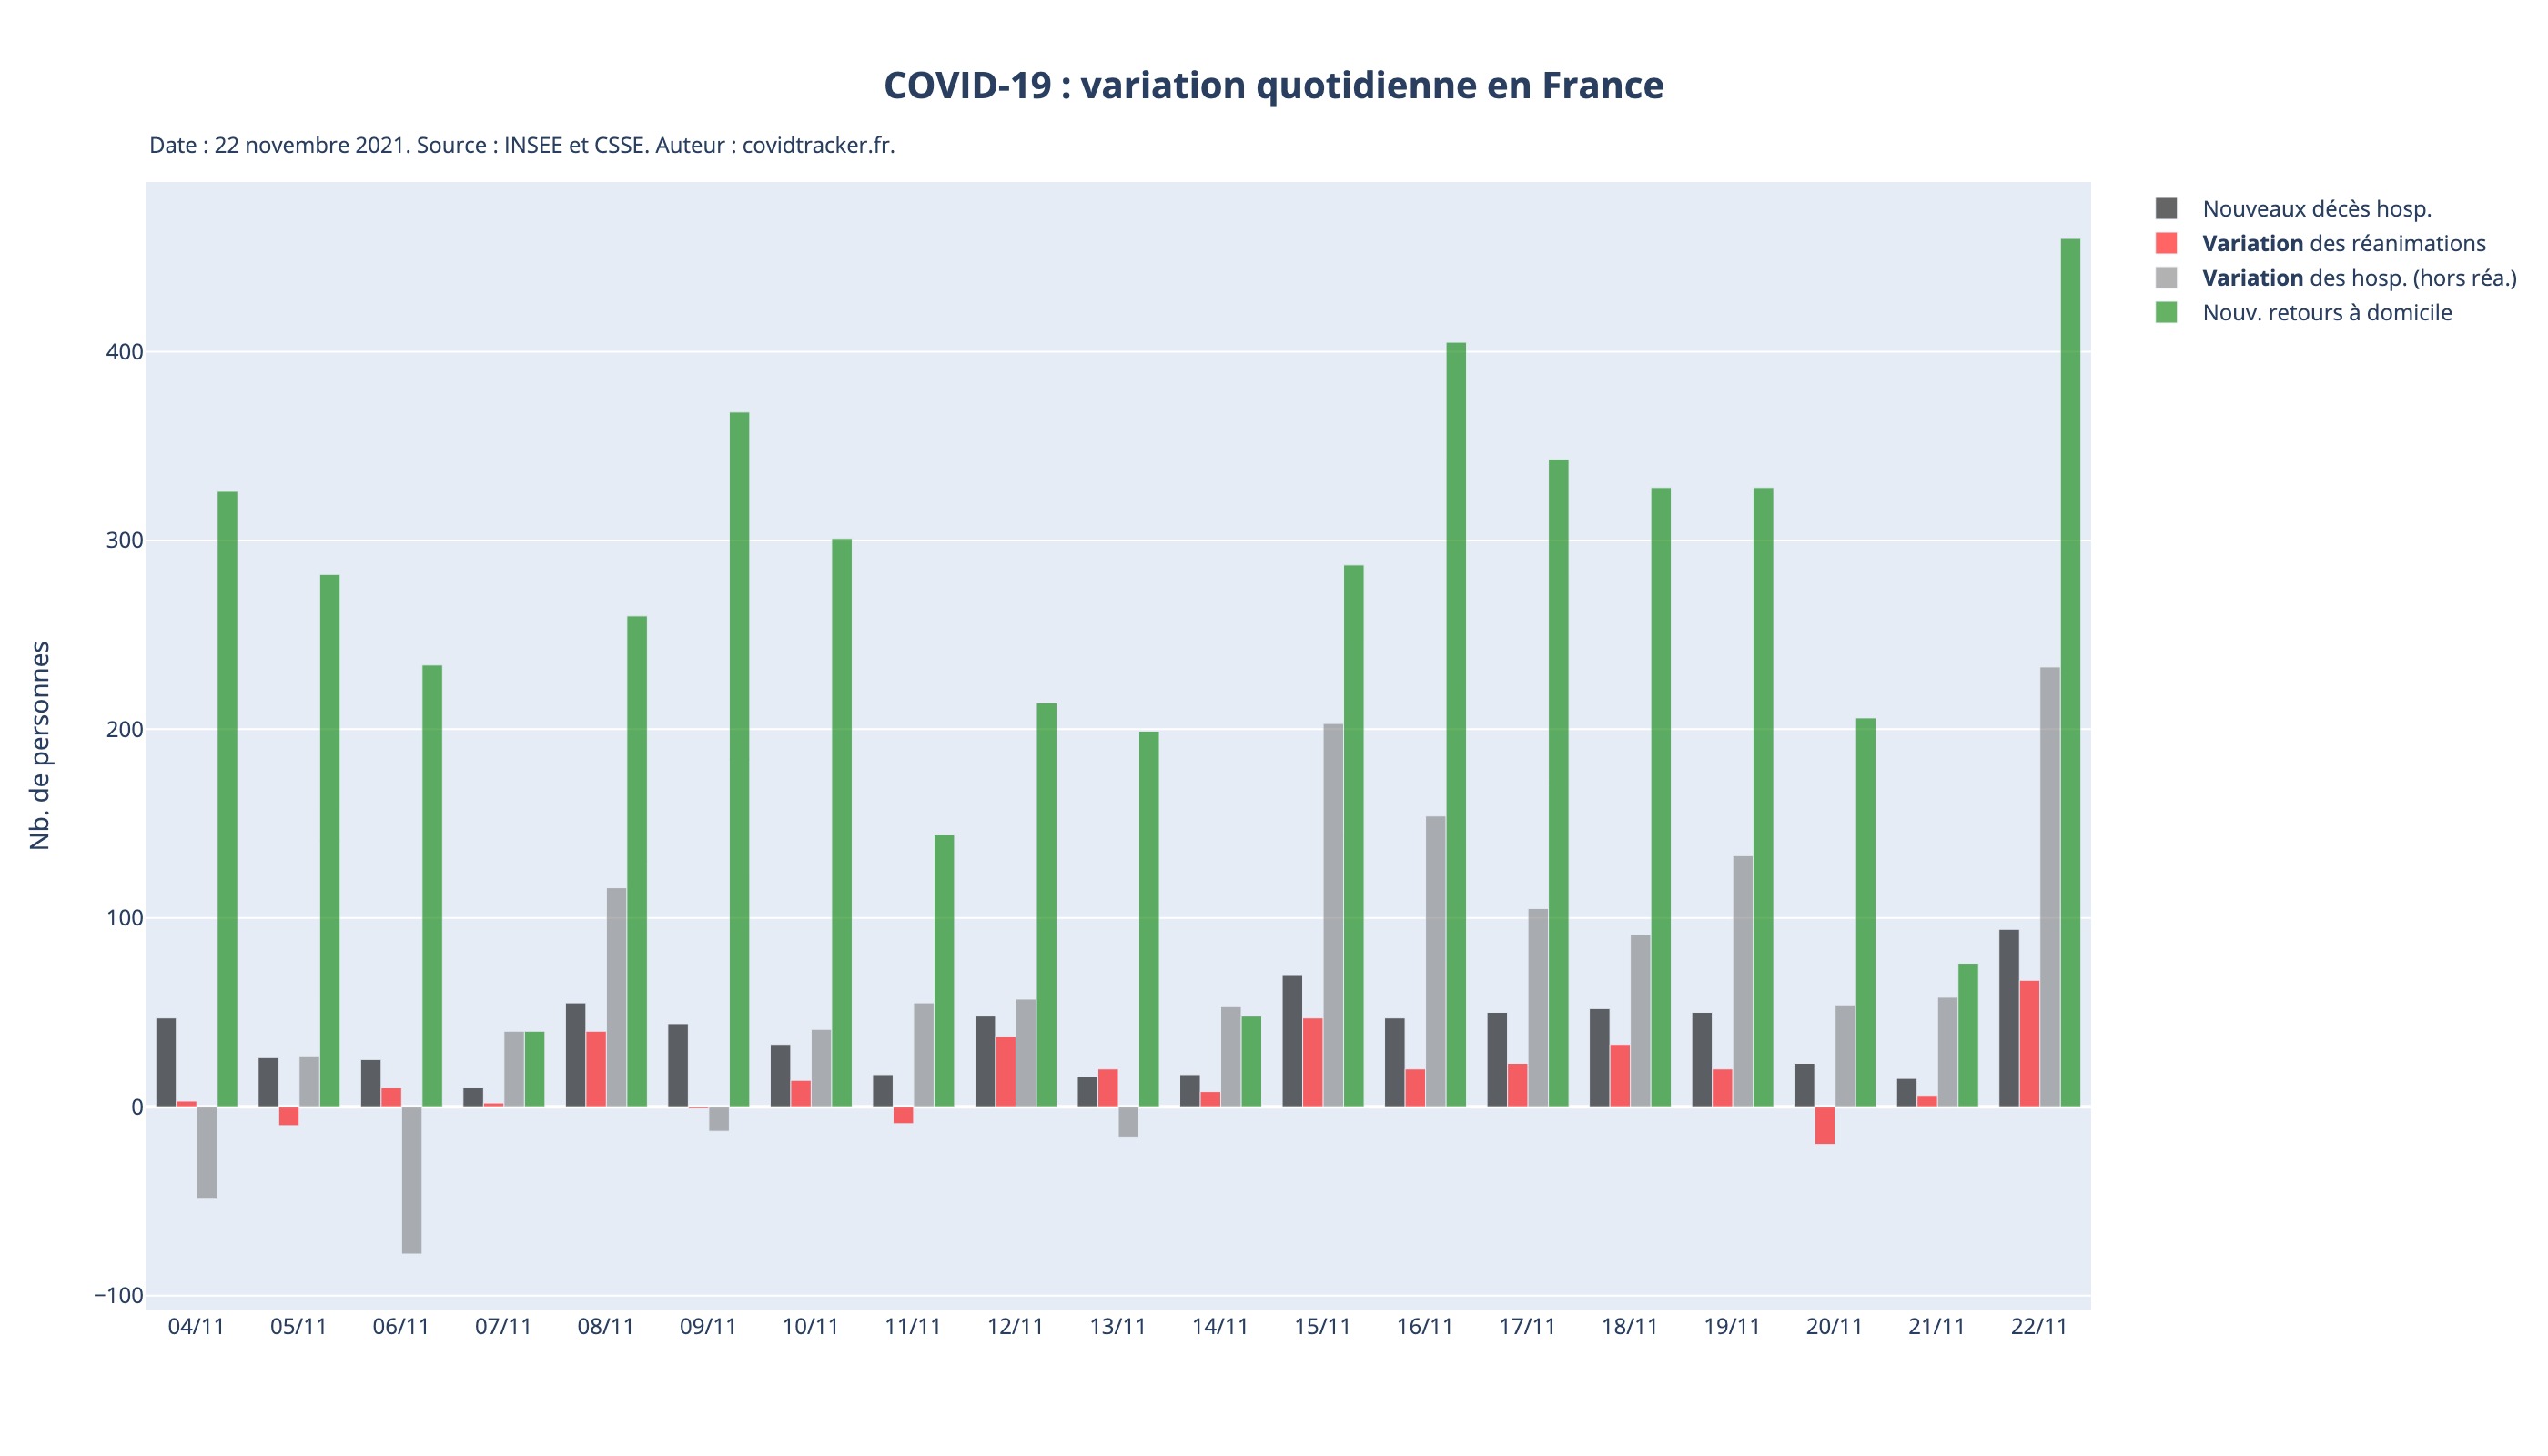 COVID-19 : variation quotidienne en France
Date : 22 novembre 2021. Source : INSEE et CSSE. Auteur : covidtracker.fr.
Nouveaux décès hosp.
Variation des réanimations
Variation des hosp. (hors réa.)
Nouv. retours à domicile
Nb. de personnes
400
300
200
100
0
−100
04/11 05/11 06/11 07/11 08/11 09/11 10/11 11/11 12/11 13/11 14/11 15/11 16/11 17/11 18/11 19/11 20/11 21/11 22/11